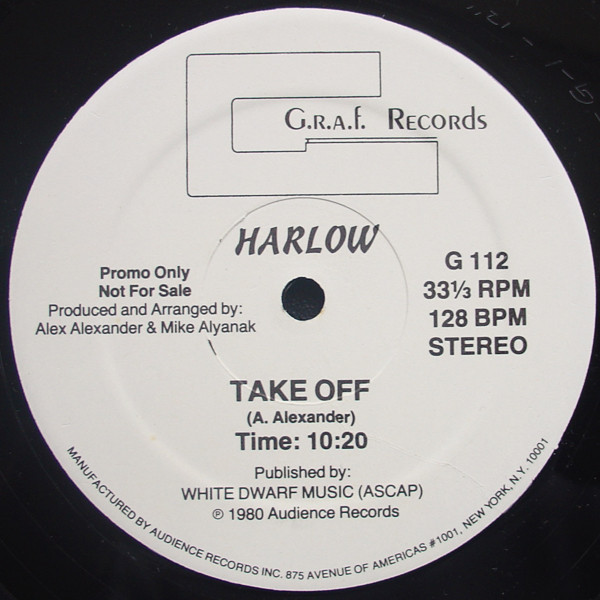 G.R.A.F. RECORDS
HARLOW
Promo Only
Not For Sale
Produced and Arranged by:
Alex Alexander & Mike Alyanak
G 112
33⅓ RPM
128 BPM
STEREO
TAKE OFF
(A. Alexander)
Time: 10:20
Published by:
WHITE DWARF MUSIC (ASCAP)
℗ 1980 Audience Records
MANUFACTURED BY AUDIENCE RECORDS INC. 875 AVENUE OF AMERICAS #1001, NEW YORK, N.Y. 10001